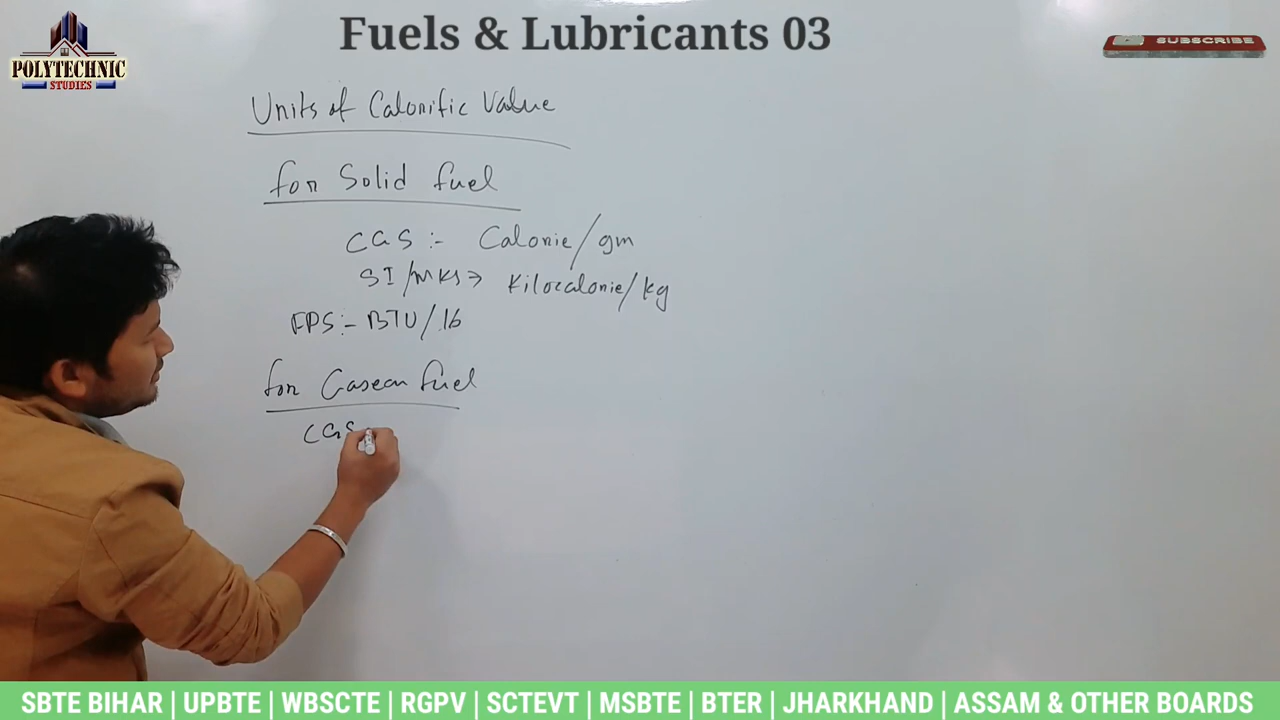 Fuels & Lubricants 03
POLYTECHNIC
STUDIES
SUBSCRIBE
Units of Calorific Value
for Solid fuel
CGS :- Calorie/gm
SI/MKS → Kilocalorie/kg
FPS:- BTU/lb
for Gaseou fuel
CGS
SBTE BIHAR | UPBTE | WBSCTE | RGPV | SCTEVT | MSBTE | BTER | JHARKHAND | ASSAM & OTHER BOARDS